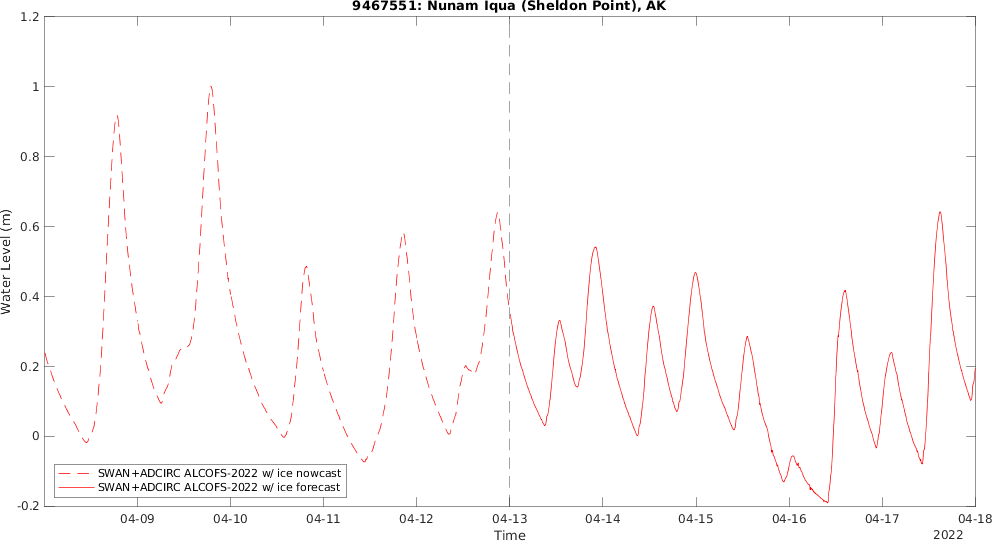 9467551: Nunam Iqua (Sheldon Point), AK
1.2
1
0.8
0.6
0.4
0.2
0
-0.2
Water Level (m)
SWAN+ADCIRC ALCOFS-2022 w/ ice nowcast
SWAN+ADCIRC ALCOFS-2022 w/ ice forecast
04-09 04-10 04-11 04-12 04-13 04-14 04-15 04-16 04-17 04-18
Time
2022